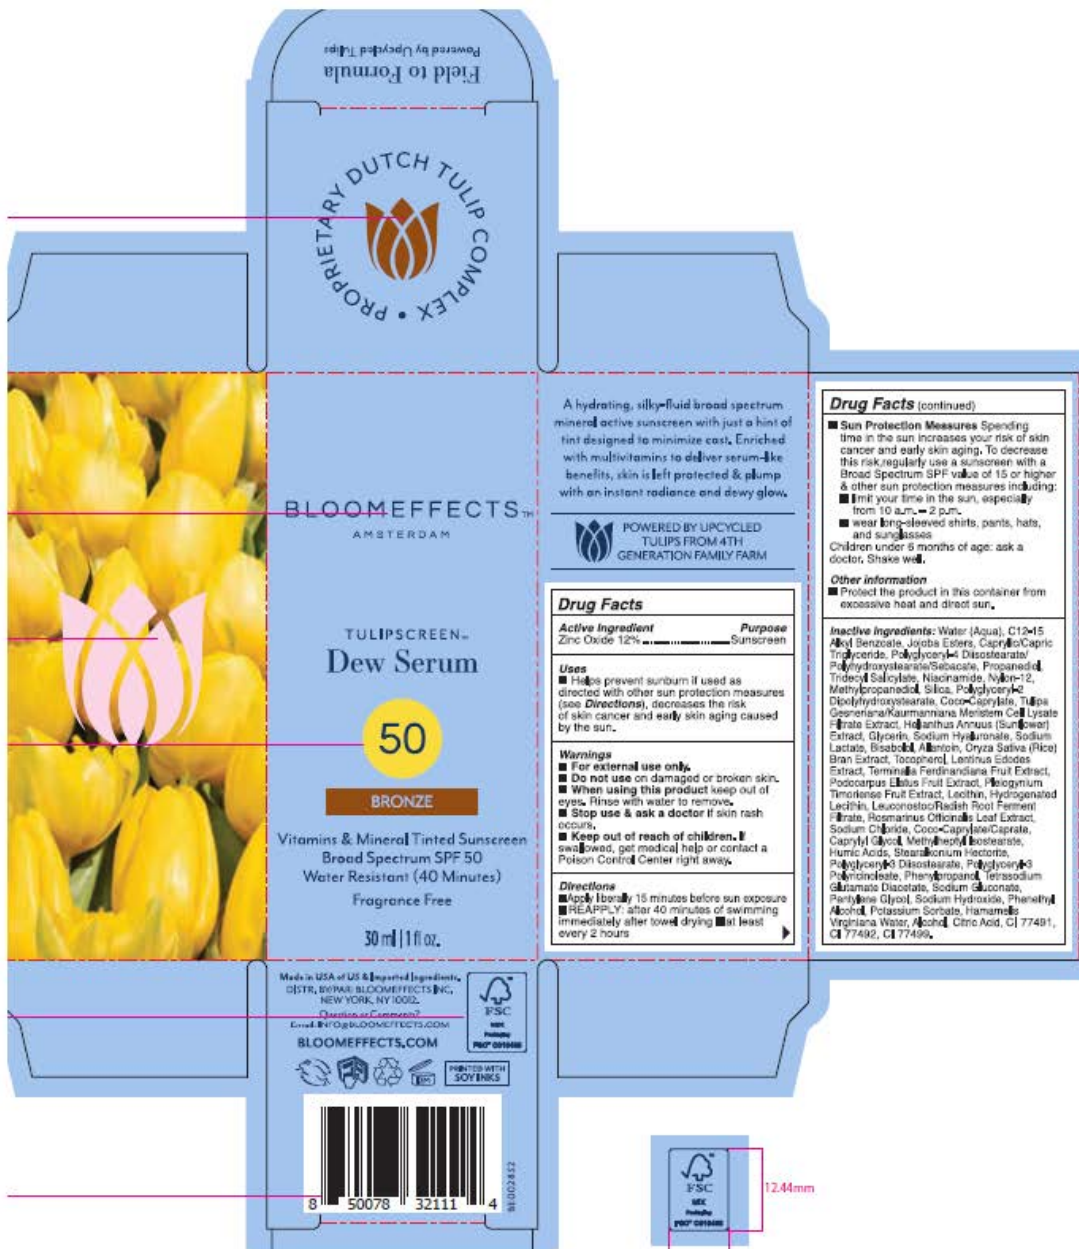 Field to Formula
Powered by Upcycled Tulips
PROPRIETARY DUTCH TULIP COMPLEX •
BLOOMEFFECTS™
AMSTERDAM
TULIPSCREEN™
Dew Serum
50
BRONZE
Vitamins & Mineral Tinted Sunscreen
Broad Spectrum SPF 50
Water Resistant (40 Minutes)
Fragrance Free
30 ml | 1 fl oz.
A hydrating, silky-fluid broad spectrum
mineral active sunscreen with just a hint of
tint designed to minimize cast. Enriched
with multivitamins to deliver serum-like
benefits, skin is left protected & plump
with an instant radiance and dewy glow.
POWERED BY UPCYCLED
TULIPS FROM 4TH
GENERATION FAMILY FARM
Drug Facts
Active Ingredient Purpose
Zinc Oxide 12% ........................ Sunscreen
Uses
■ Helps prevent sunburn if used as
directed with other sun protection measures
(see Directions), decreases the risk
of skin cancer and early skin aging caused
by the sun.
Warnings
■ For external use only.
■ Do not use on damaged or broken skin.
■ When using this product keep out of
eyes. Rinse with water to remove.
■ Stop use & ask a doctor if skin rash
occurs.
■ Keep out of reach of children. If
swallowed, get medical help or contact a
Poison Control Center right away.
Directions
■Apply liberally 15 minutes before sun exposure
■REAPPLY: after 40 minutes of swimming
immediately after towel drying ■at least
every 2 hours
Drug Facts (continued)
■ Sun Protection Measures Spending
time in the sun increases your risk of skin
cancer and early skin aging. To decrease
this risk,regularly use a sunscreen with a
Broad Spectrum SPF value of 15 or higher
& other sun protection measures including:
■ limit your time in the sun, especially
from 10 a.m. – 2 p.m.
■ wear long-sleeved shirts, pants, hats,
and sunglasses
Children under 6 months of age: ask a
doctor. Shake well.
Other information
■ Protect the product in this container from
excessive heat and direct sun.
Inactive Ingredients: Water (Aqua), C12-15
Alkyl Benzoate, Jojoba Esters, Caprylic/Capric
Triglyceride, Polyglyceryl-4 Diisostearate/
Polyhydroxystearate/Sebacate, Propanediol,
Tridecyl Salicylate, Niacinamide, Nylon-12,
Methylpropanediol, Silica, Polyglyceryl-2
Dipolyhydroxystearate, Coco-Caprylate, Tulipa
Gesneriana/Kaurmanniana Meristem Cell Lysate
Filtrate Extract, Helianthus Annuus (Sunflower)
Extract, Glycerin, Sodium Hyaluronate, Sodium
Lactate, Bisabolol, Allantoin, Oryza Sativa (Rice)
Bran Extract, Tocopherol, Lentinus Edodes
Extract, Terminalia Ferdinandiana Fruit Extract,
Podocarpus Elatus Fruit Extract, Pleiogynium
Timoriense Fruit Extract, Lecithin, Hydrogenated
Lecithin, Leuconostoc/Radish Root Ferment
Filtrate, Rosmarinus Officinalis Leaf Extract,
Sodium Chloride, Coco-Caprylate/Caprate,
Caprylyl Glycol, Methylheptyl Isostearate,
Humic Acids, Stearalkonium Hectorite,
Polyglyceryl-3 Diisostearate, Polyglyceryl-3
Polyricinoleate, Phenylpropanol, Tetrasodium
Glutamate Diacetate, Sodium Gluconate,
Pentylene Glycol, Sodium Hydroxide, Phenethyl
Alcohol, Potassium Sorbate, Hamamelis
Virginiana Water, Alcohol, Citric Acid, CI 77491,
CI 77492, CI 77499.
Made in USA of US & Imported Ingredients.
DISTR. BY/PAR: BLOOMEFFECTS INC,
NEW YORK, NY 10012.
Question or Comments?
Email: INFO@BLOOMEFFECTS.COM
BLOOMEFFECTS.COM
FSC™
MIX
Packaging
PRINTED WITH
SOY INKS
8 50078 32111 4
BE002852
FSC™
MIX
Packaging
12.44mm